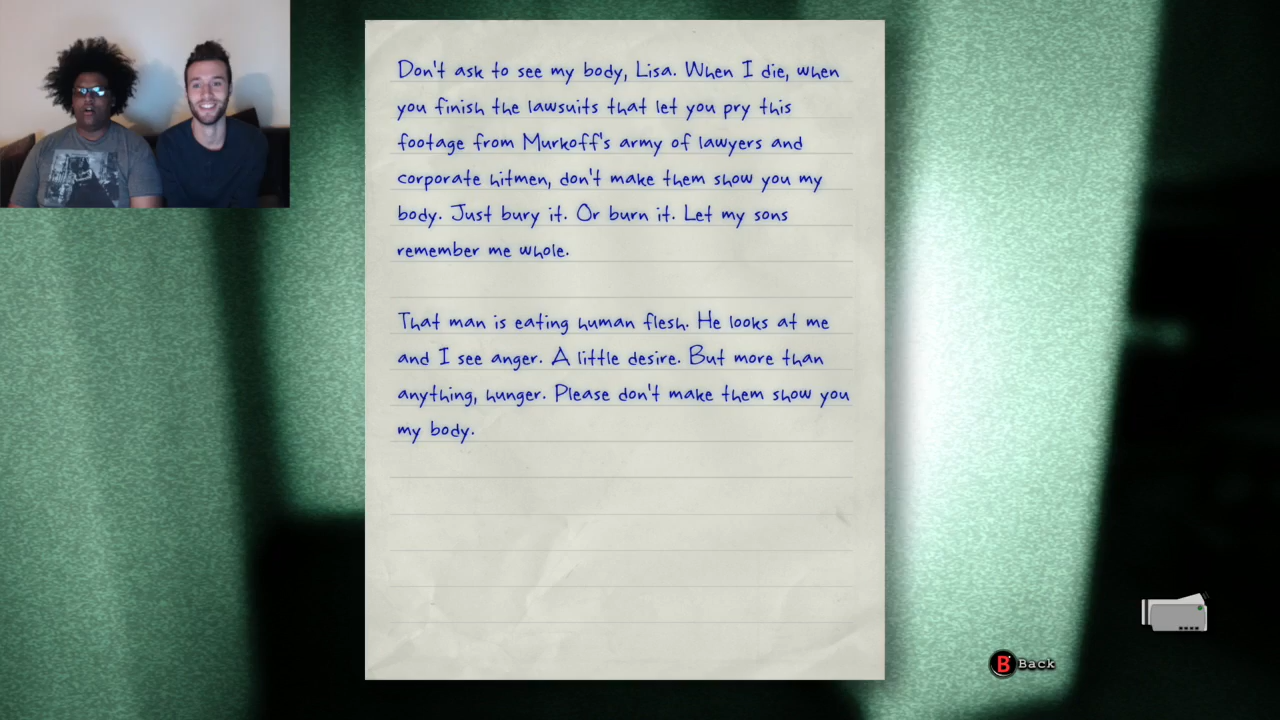 Don't ask to see my body, Lisa. When I die, when
you finish the lawsuits that let you pry this
footage from Murkoff's army of lawyers and
corporate hitmen, don't make them show you my
body. Just bury it. Or burn it. Let my sons
remember me whole.
That man is eating human flesh. He looks at me
and I see anger. A little desire. But more than
anything, hunger. Please don't make them show you
my body.
B Back